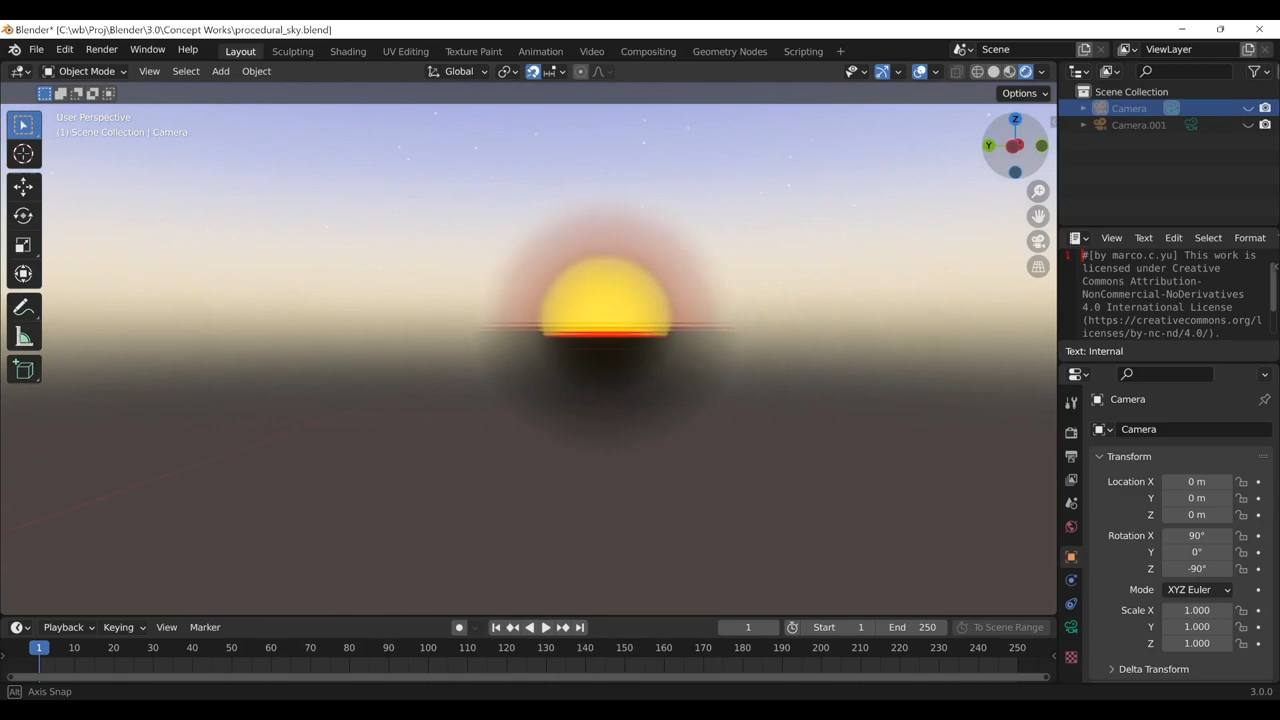 Blender* [C:\wb\Proj\Blender\3.0\Concept Works\procedural_sky.blend]
File Edit Render Window Help Layout Sculpting Shading UV Editing Texture Paint Animation Video Compositing Geometry Nodes Scripting + Scene ViewLayer
Object Mode View Select Add Object Global
Options
Scene Collection
Camera
Camera.001
User Perspective
(1) Scene Collection | Camera
Z
Y
View Text Select Format
1 #[by marco.c.yu] This work is
licensed under Creative
Commons Attribution-
NonCommercial-NoDerivatives
4.0 International License
(https://creativecommons.org/l
icenses/by-nc-nd/4.0/).
Text: Internal
Camera
Camera
Transform
Location X 0 m
Y 0 m
Z 0 m
Rotation X 90°
Y 0°
Z -90°
Mode XYZ Euler
Scale X 1.000
Y 1.000
Z 1.000
Delta Transform
Playback Keying View Marker 1 Start 1 End 250 To Scene Range
1 10 20 30 40 50 60 70 80 90 100 110 120 130 140 150 160 170 180 190 200 210 220 230 240 250
Alt Axis Snap 3.0.0